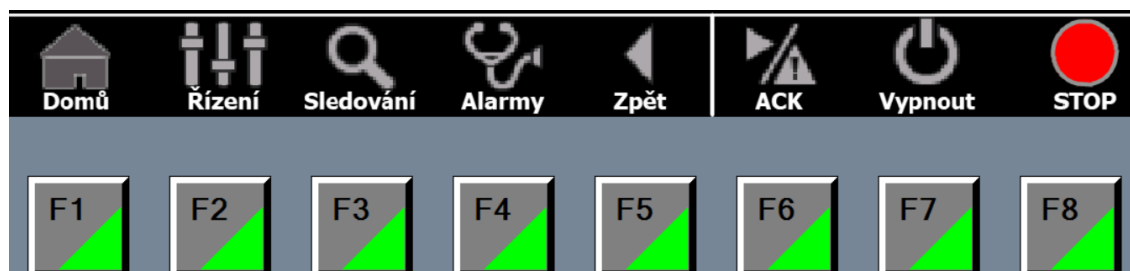 Domů Řízení Sledování Alarmy Zpět ACK Vypnout STOP
F1 F2 F3 F4 F5 F6 F7 F8